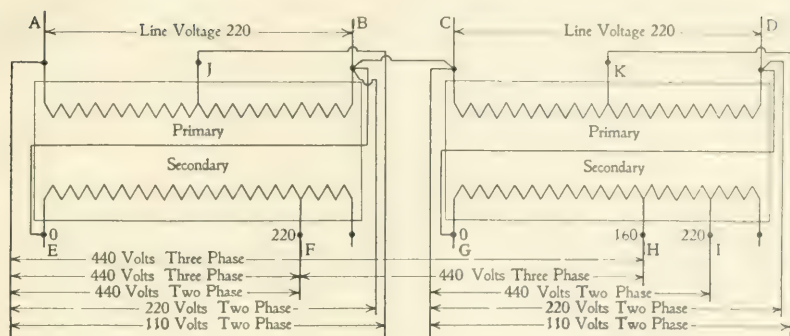 A B C D
Line Voltage 220 Line Voltage 220
J K
Primary Primary
Secondary Secondary
0 220 0 160 220
E F G H I
440 Volts Three Phase
440 Volts Three Phase 440 Volts Three Phase
440 Volts Two Phase 440 Volts Two Phase
220 Volts Two Phase 220 Volts Two Phase
110 Volts Two Phase 110 Volts Two Phase